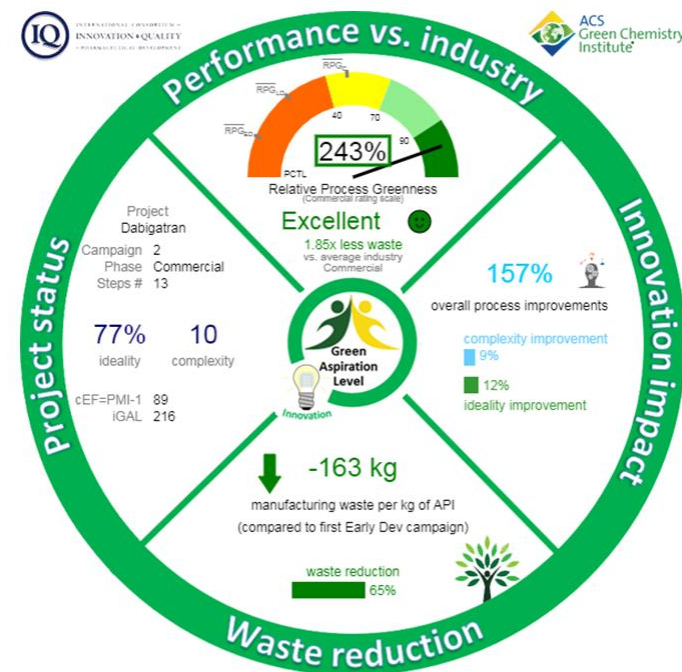 IQ
INTERNATIONAL CONSORTIUM
INNOVATION & QUALITY
PHARMACEUTICAL DEVELOPMENT
ACS
Green Chemistry
Institute®
Performance vs. industry
RPG
RPG
RPG
40
70
90
PCTL
243%
Relative Process Greenness
(Commercial rating scale)
Excellent
1.85x less waste
vs. average industry
Commercial
Project status
Project
Dabigatran
Campaign 2
Phase Commercial
Steps # 13
77%
ideality
10
complexity
cEF=PMI-1 89
iGAL 216
Green
Aspiration
Level
Innovation
Innovation impact
157%
overall process improvements
complexity improvement
9%
12%
ideality improvement
-163 kg
manufacturing waste per kg of API
(compared to first Early Dev campaign)
waste reduction
65%
Waste reduction